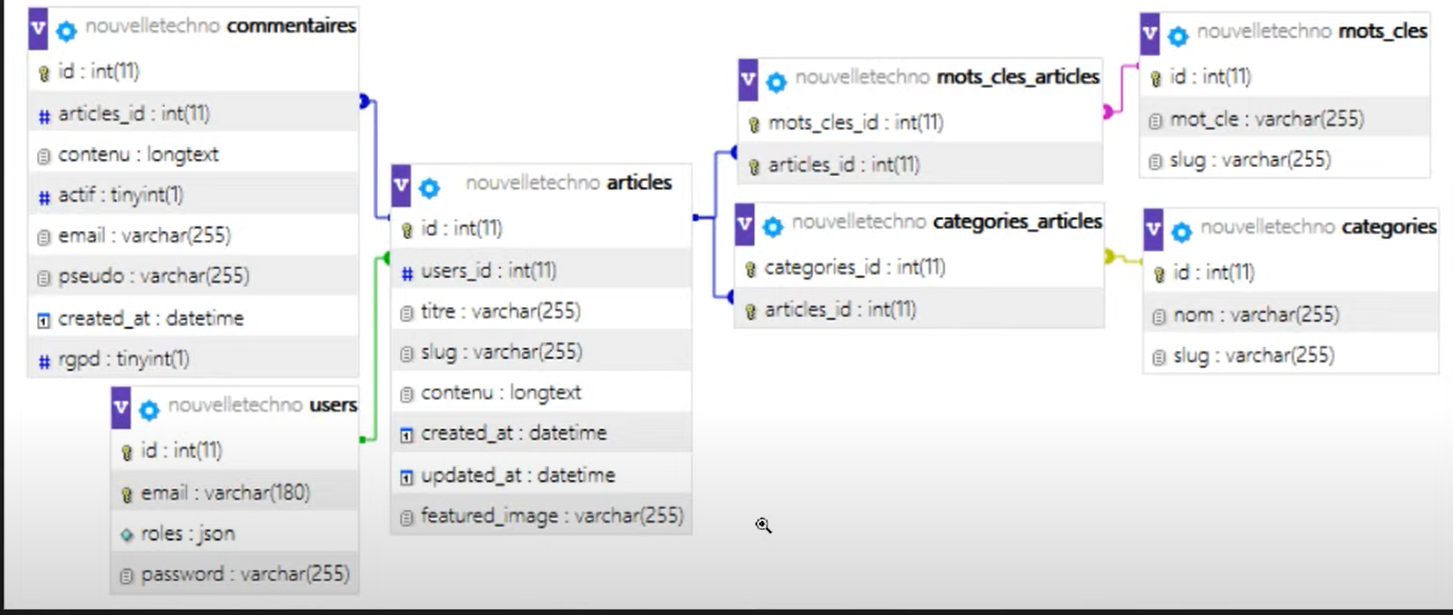 nouvelletechno commentaires
id : int(11)
articles_id : int(11)
contenu : longtext
actif : tinyint(1)
email : varchar(255)
pseudo : varchar(255)
created_at : datetime
rgpd : tinyint(1)
nouvelletechno users
id : int(11)
email : varchar(180)
roles : json
password : varchar(255)
nouvelletechno articles
id : int(11)
users_id : int(11)
titre : varchar(255)
slug : varchar(255)
contenu : longtext
created_at : datetime
updated_at : datetime
featured_image : varchar(255)
nouvelletechno mots_cles_articles
mots_cles_id : int(11)
articles_id : int(11)
nouvelletechno categories_articles
categories_id : int(11)
articles_id : int(11)
nouvelletechno mots_cles
id : int(11)
mot_cle : varchar(255)
slug : varchar(255)
nouvelletechno categories
id : int(11)
nom : varchar(255)
slug : varchar(255)